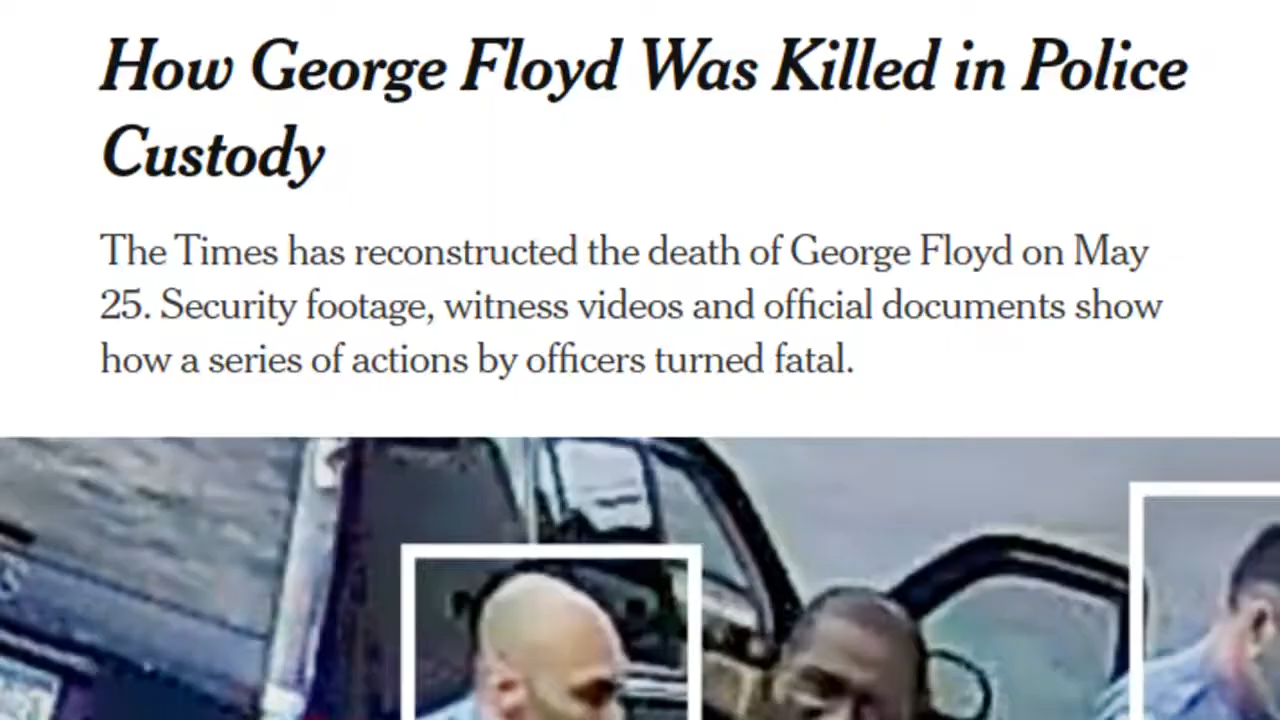 How George Floyd Was Killed in Police
Custody
The Times has reconstructed the death of George Floyd on May
25. Security footage, witness videos and official documents show
how a series of actions by officers turned fatal.